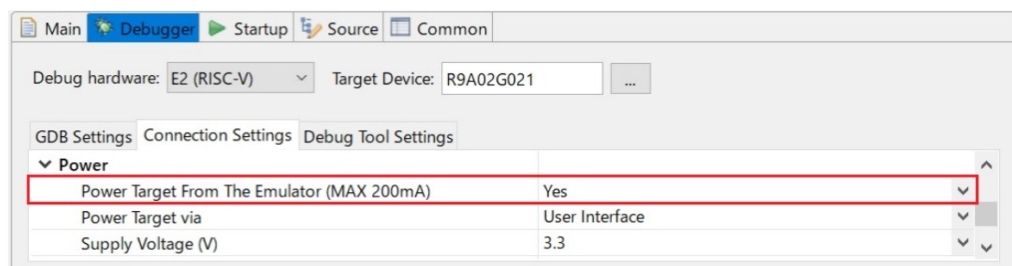 Main Debugger Startup Source Common
Debug hardware: E2 (RISC-V) Target Device: R9A02G021 ...
GDB Settings Connection Settings Debug Tool Settings
Power
Power Target From The Emulator (MAX 200mA) Yes
Power Target via User Interface
Supply Voltage (V) 3.3